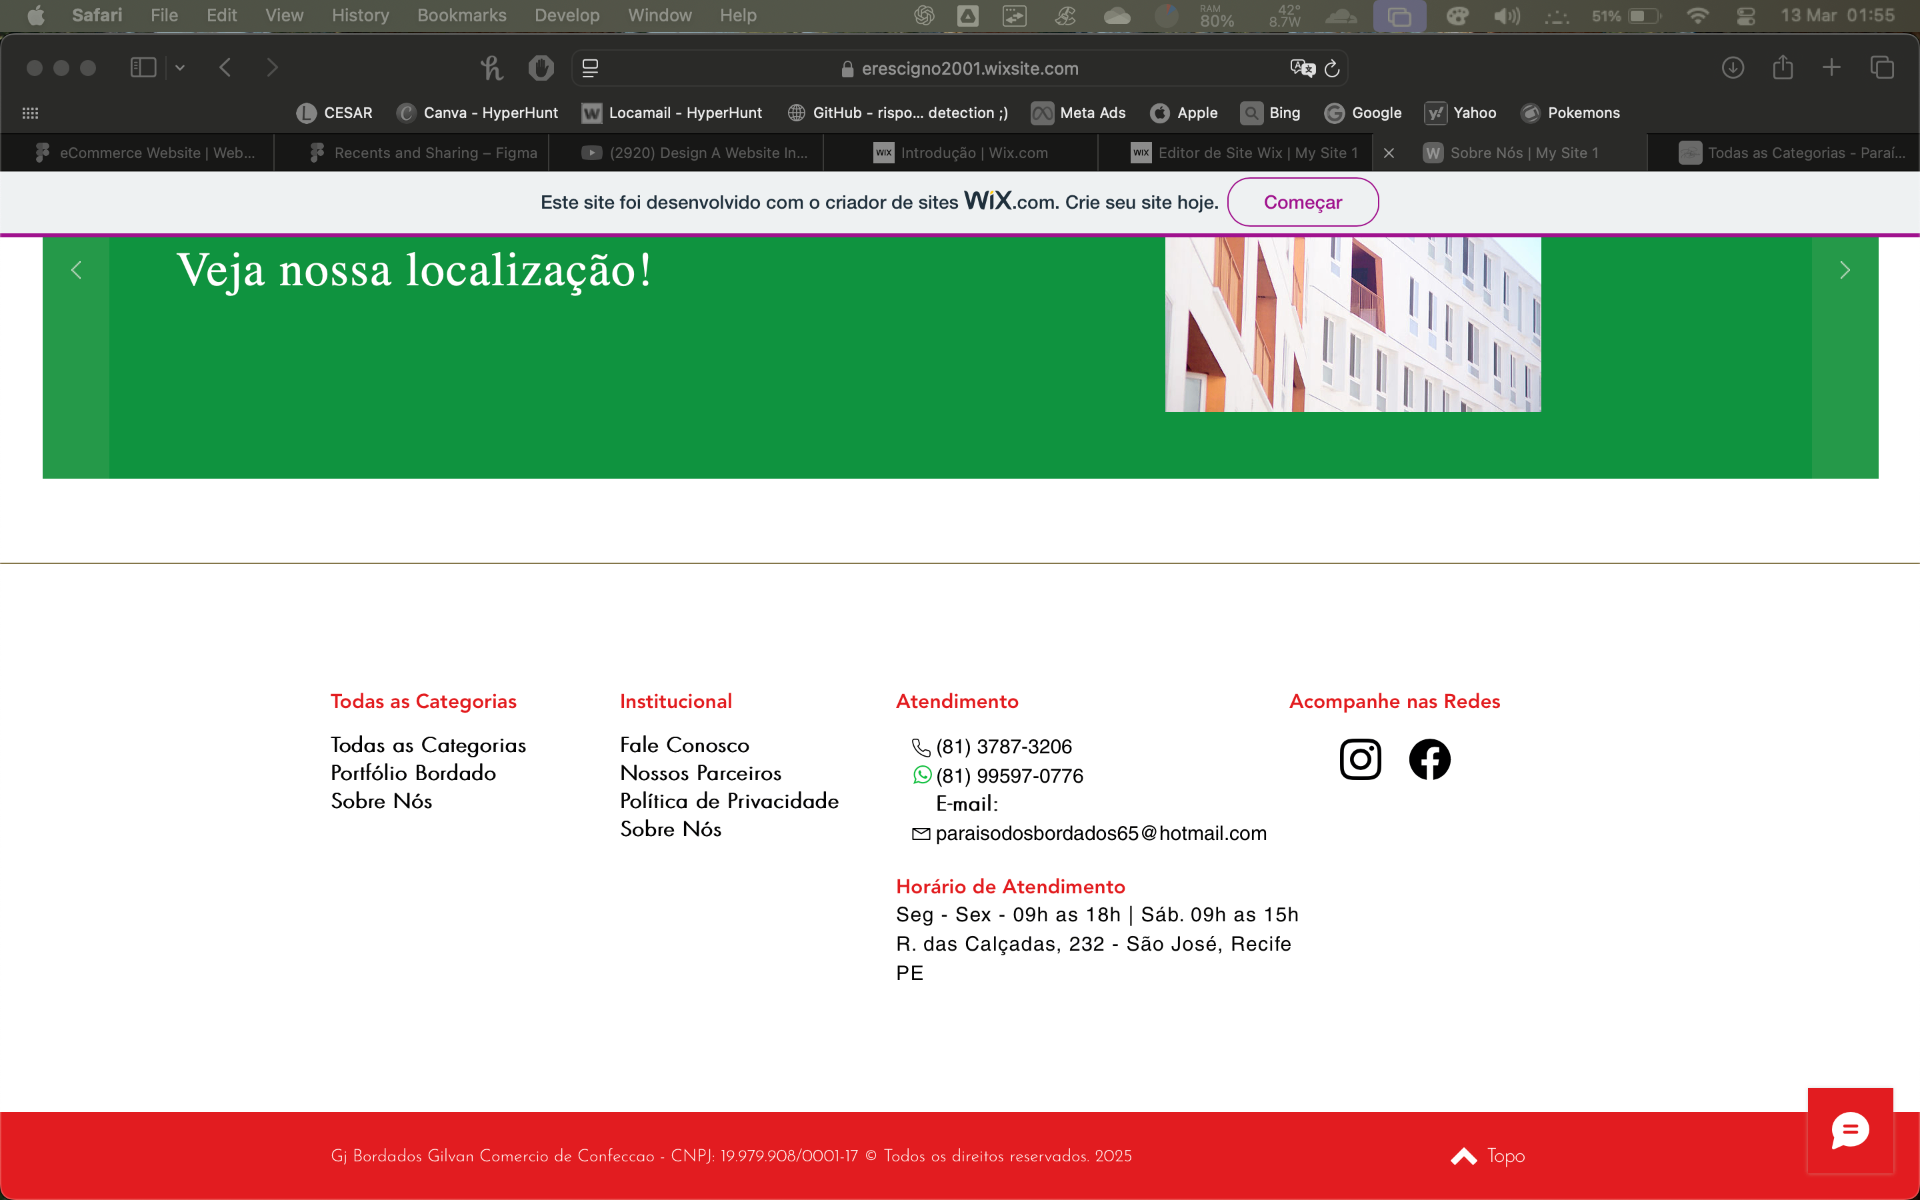 Safari File Edit View History Bookmarks Develop Window Help RAM 80% 42° 8.7W 51% 13 Mar 01:55
erescigno2001.wixsite.com
CESAR Canva - HyperHunt Locamail - HyperHunt GitHub - rispo... detection ;) Meta Ads Apple Bing Google Yahoo Pokemons
eCommerce Website | Web... Recents and Sharing – Figma (2920) Design A Website In... Introdução | Wix.com Editor de Site Wix | My Site 1 Sobre Nós | My Site 1 Todas as Categorias - Paraí...
Este site foi desenvolvido com o criador de sites WiX.com. Crie seu site hoje. Começar
Veja nossa localização!
Todas as Categorias
Todas as Categorias
Portfólio Bordado
Sobre Nós
Institucional
Fale Conosco
Nossos Parceiros
Política de Privacidade
Sobre Nós
Atendimento
(81) 3787-3206
(81) 99597-0776
E-mail:
paraisodosbordados65@hotmail.com
Horário de Atendimento
Seg - Sex - 09h as 18h | Sáb. 09h as 15h
R. das Calçadas, 232 - São José, Recife
PE
Acompanhe nas Redes
Gj Bordados Gilvan Comercio de Confeccao - CNPJ: 19.979.908/0001-17 © Todos os direitos reservados. 2025
Topo